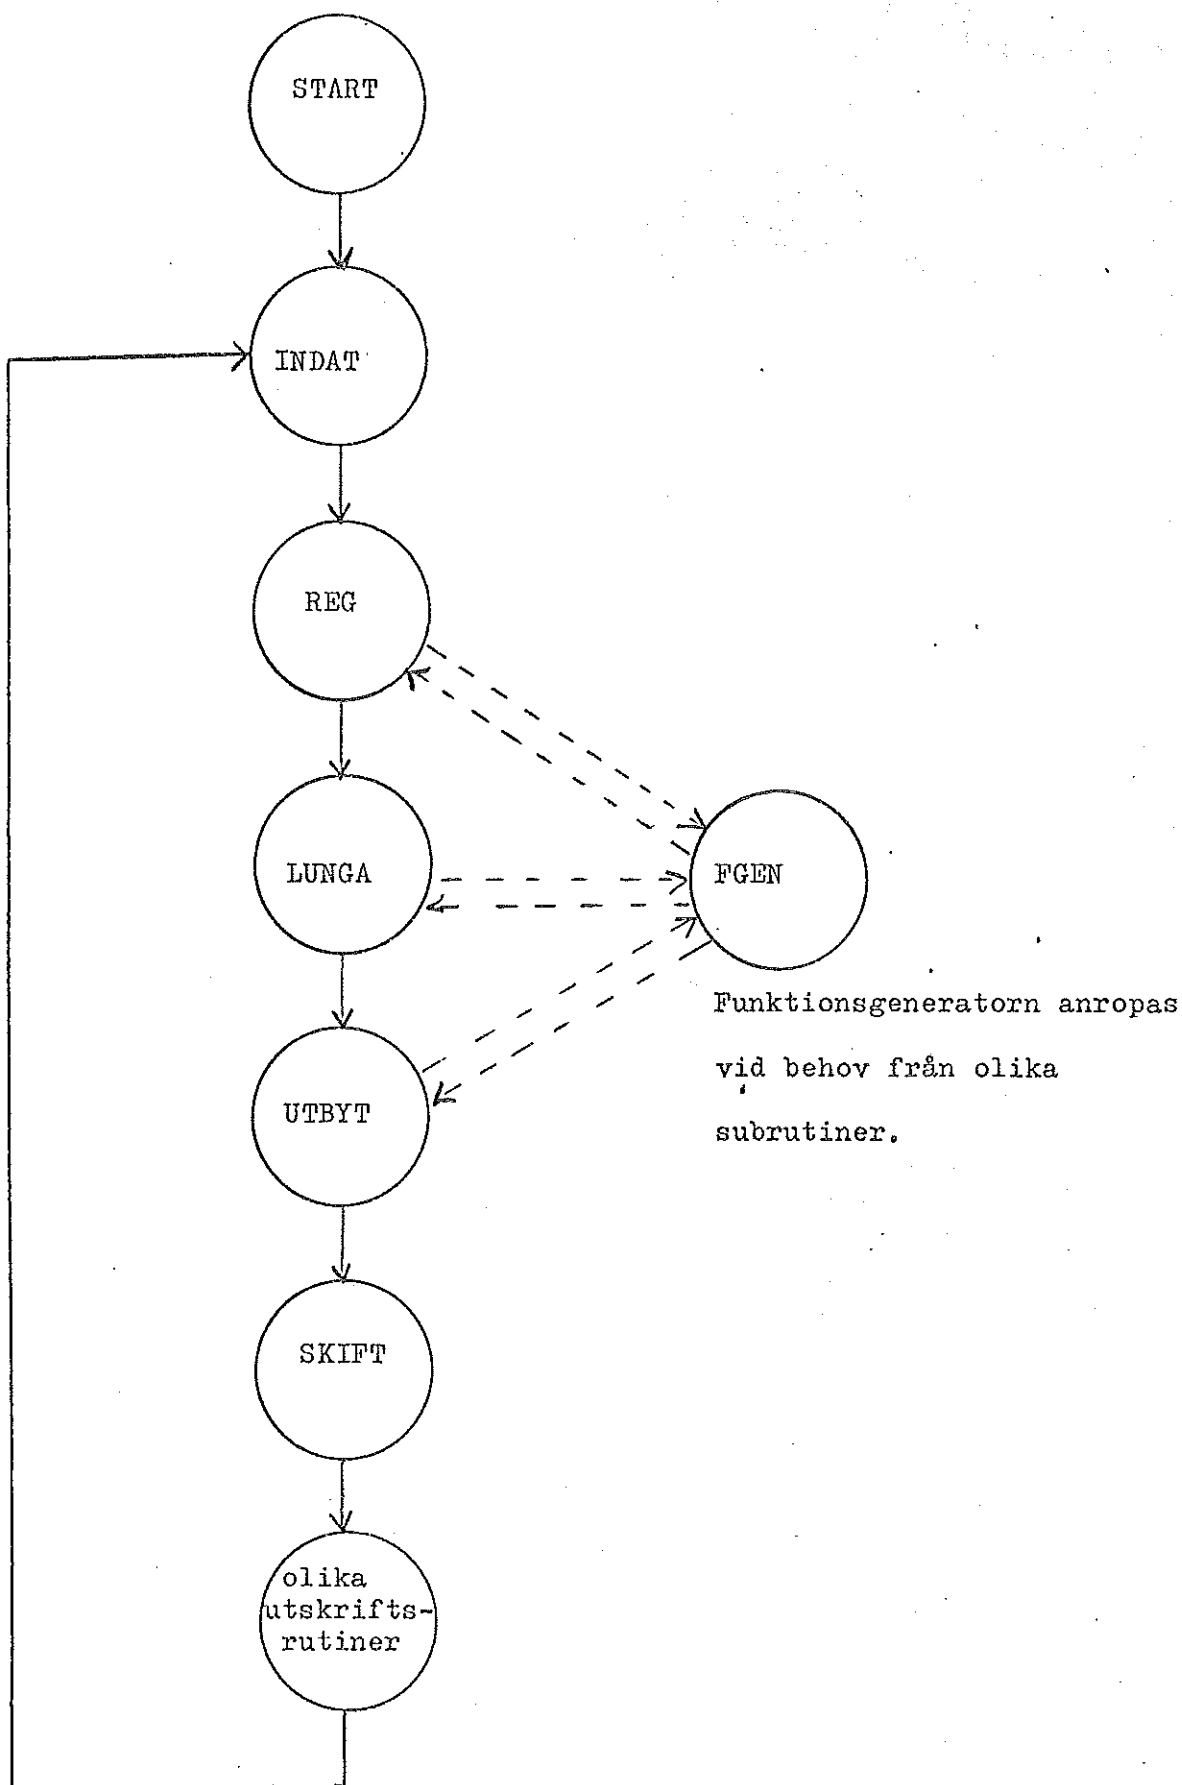 START
INDAT
REG
LUNGA
FGEN
Funktionsgeneratorn anropas
vid behov från olika
subrutiner.
UTBYT
SKIFT
olika
utskrifts-
rutiner